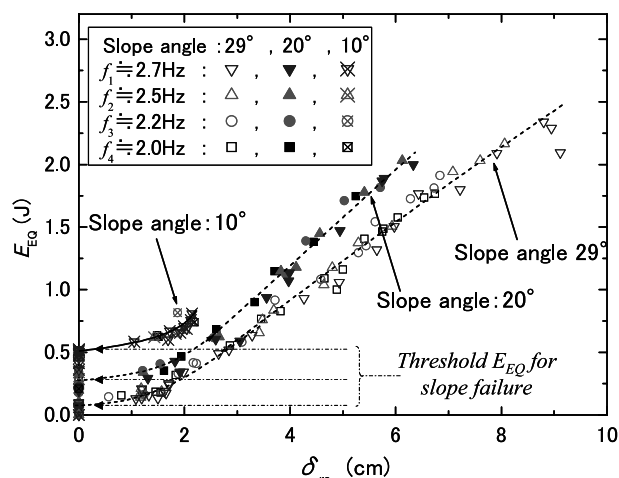 Slope angle : 29° , 20° , 10°
f1≒2.7Hz : ▽ , ▼ ,
f2≒2.5Hz : △ , ▲ ,
f3≒2.2Hz : ○ , ● ,
f4≒2.0Hz : □ , ■ ,
3.0
2.5
2.0
1.5
1.0
0.5
0.0
EEQ (J)
Slope angle:10°
Slope angle 29°
Slope angle:20°
Threshold EEQ for
slope failure
0 2 4 6 8 10
δ (cm)